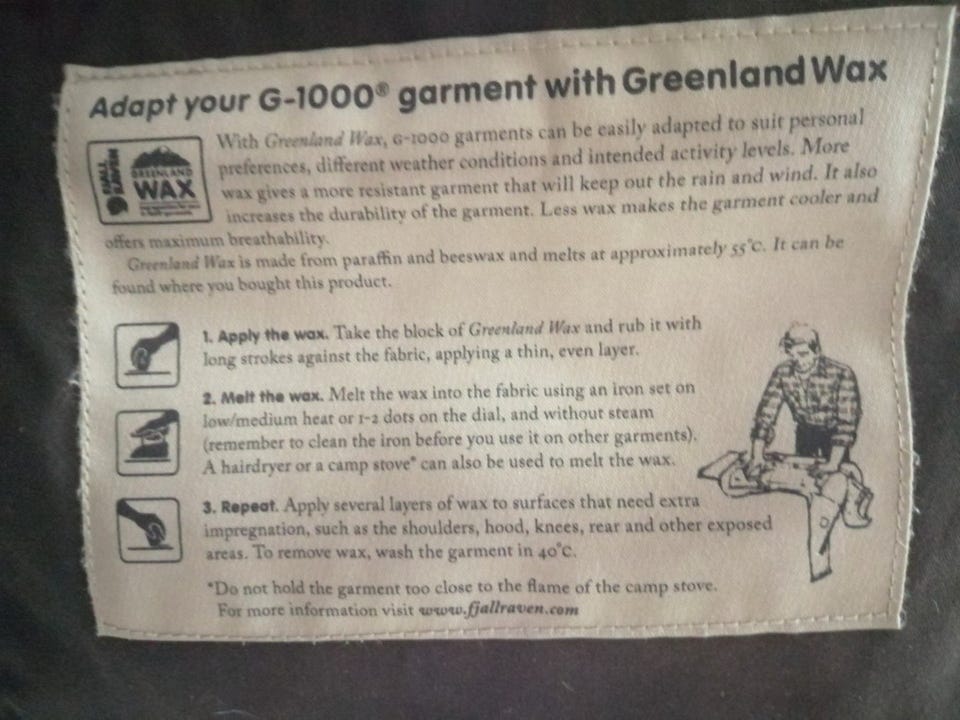 Adapt your G-1000® garment with Greenland Wax
FJÄLL
RÄVEN
GREENLAND
WAX
With Greenland Wax, G-1000 garments can be easily adapted to suit personal
preferences, different weather conditions and intended activity levels. More
wax gives a more resistant garment that will keep out the rain and wind. It also
increases the durability of the garment. Less wax makes the garment cooler and
offers maximum breathability.
Greenland Wax is made from paraffin and beeswax and melts at approximately 55°C. It can be
found where you bought this product.
1. Apply the wax. Take the block of Greenland Wax and rub it with
long strokes against the fabric, applying a thin, even layer.
2. Melt the wax. Melt the wax into the fabric using an iron set on
low/medium heat or 1-2 dots on the dial, and without steam
(remember to clean the iron before you use it on other garments).
A hairdryer or a camp stove* can also be used to melt the wax.
3. Repeat. Apply several layers of wax to surfaces that need extra
impregnation, such as the shoulders, hood, knees, rear and other exposed
areas. To remove wax, wash the garment in 40°C.
*Do not hold the garment too close to the flame of the camp stove.
For more information visit www.fjallraven.com